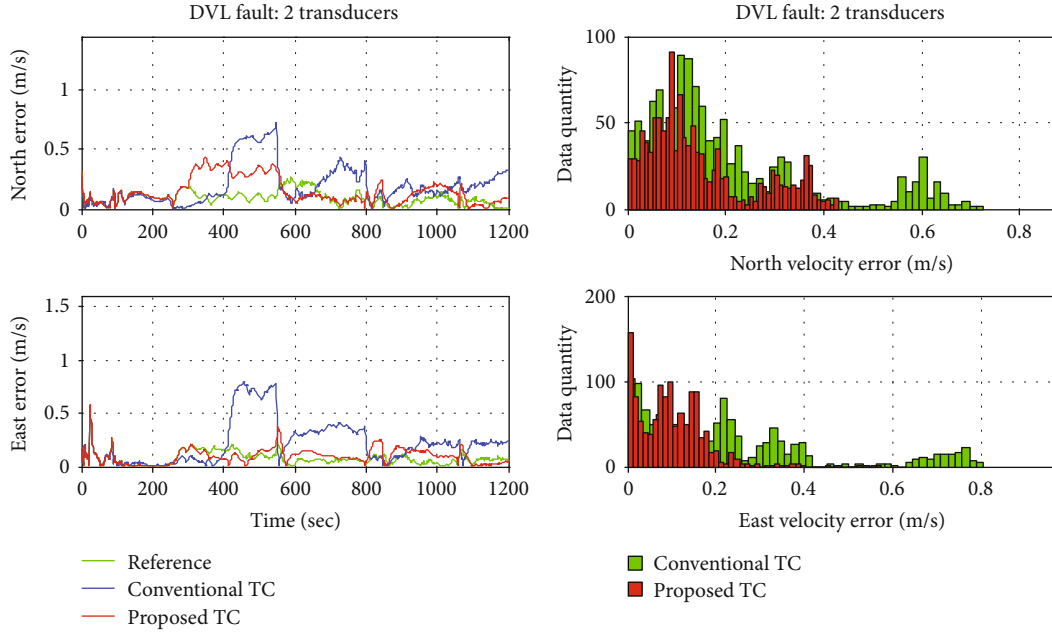 DVL fault: 2 transducers
North error (m/s)
1
0.5
0
0 200 400 600 800 1000 1200
DVL fault: 2 transducers
Data quantity
100
50
0
0 0.2 0.4 0.6 0.8
North velocity error (m/s)
East error (m/s)
1.5
1
0.5
0
0 200 400 600 800 1000 1200
Time (sec)
Data quantity
200
100
0
0 0.2 0.4 0.6 0.8
East velocity error (m/s)
Reference
Conventional TC
Proposed TC
Conventional TC
Proposed TC